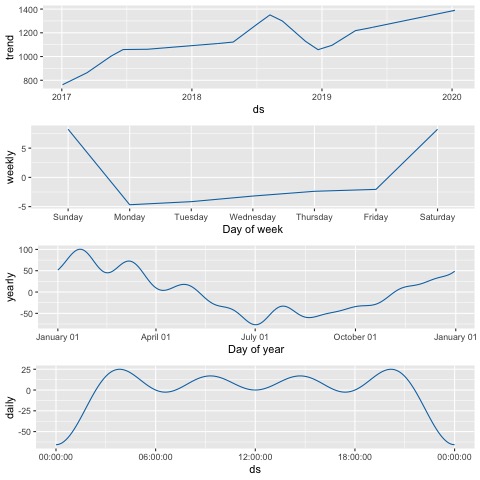 trend
1400
1200
1000
800
2017 2018 2019 2020
ds
weekly
5
0
-5
Sunday Monday Tuesday Wednesday Thursday Friday Saturday
Day of week
yearly
100
50
0
-50
January 01 April 01 July 01 October 01 January 01
Day of year
daily
25
0
-25
-50
00:00:00 06:00:00 12:00:00 18:00:00 00:00:00
ds